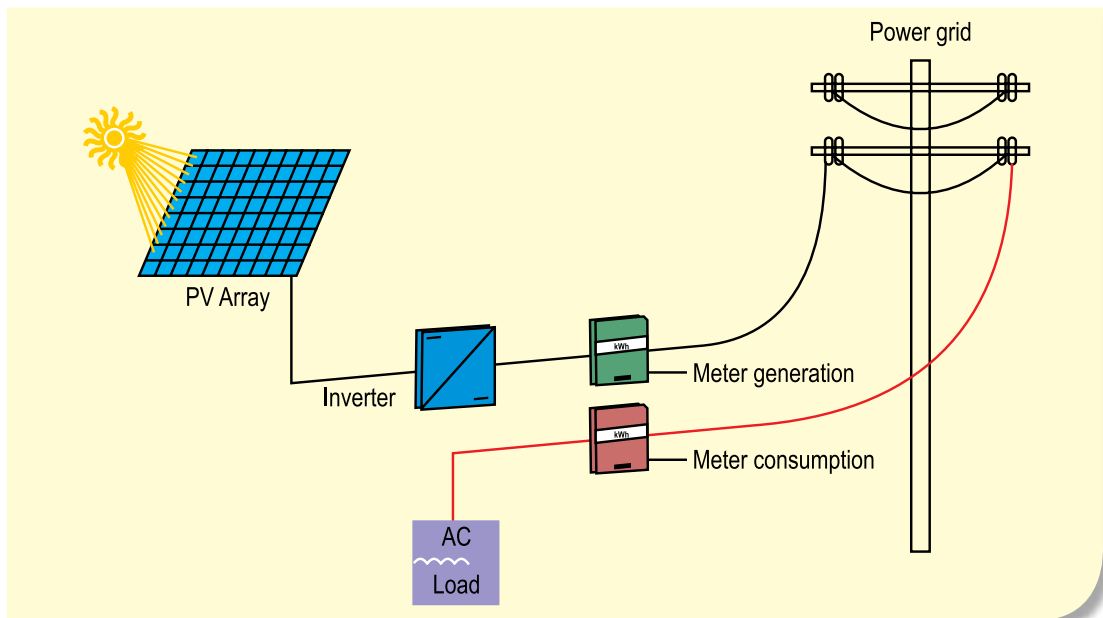 Power grid
PV Array
Inverter
kWh
Meter generation
kWh
Meter consumption
AC
Load